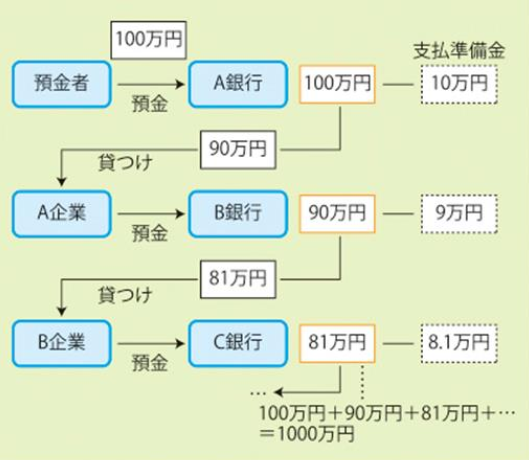 100万円
支払準備金
預金者
預金
A銀行
100万円
10万円
90万円
貸つけ
A企業
預金
B銀行
90万円
9万円
81万円
貸つけ
B企業
預金
C銀行
81万円
8.1万円
…
100万円+90万円+81万円+…
=1000万円